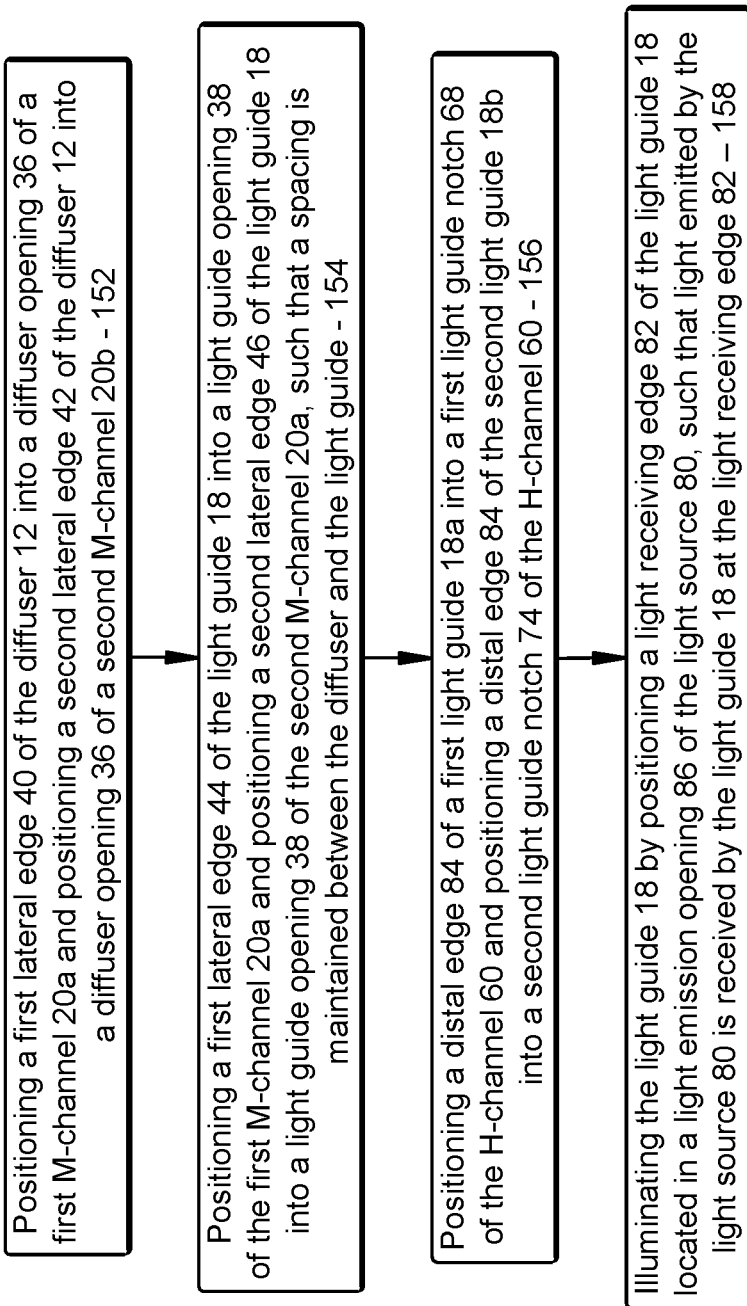 Positioning a first lateral edge 40 of the diffuser 12 into a diffuser opening 36 of a
first M-channel 20a and positioning a second lateral edge 42 of the diffuser 12 into
a diffuser opening 36 of a second M-channel 20b - 152
Positioning a first lateral edge 44 of the light guide 18 into a light guide opening 38
of the first M-channel 20a and positioning a second lateral edge 46 of the light guide 18
into a light guide opening 38 of the second M-channel 20a, such that a spacing is
maintained between the diffuser and the light guide - 154
Positioning a distal edge 84 of a first light guide 18a into a first light guide notch 68
of the H-channel 60 and positioning a distal edge 84 of the second light guide 18b
into a second light guide notch 74 of the H-channel 60 - 156
Illuminating the light guide 18 by positioning a light receiving edge 82 of the light guide 18
located in a light emission opening 86 of the light source 80, such that light emitted by the
light source 80 is received by the light guide 18 at the light receiving edge 82 – 158